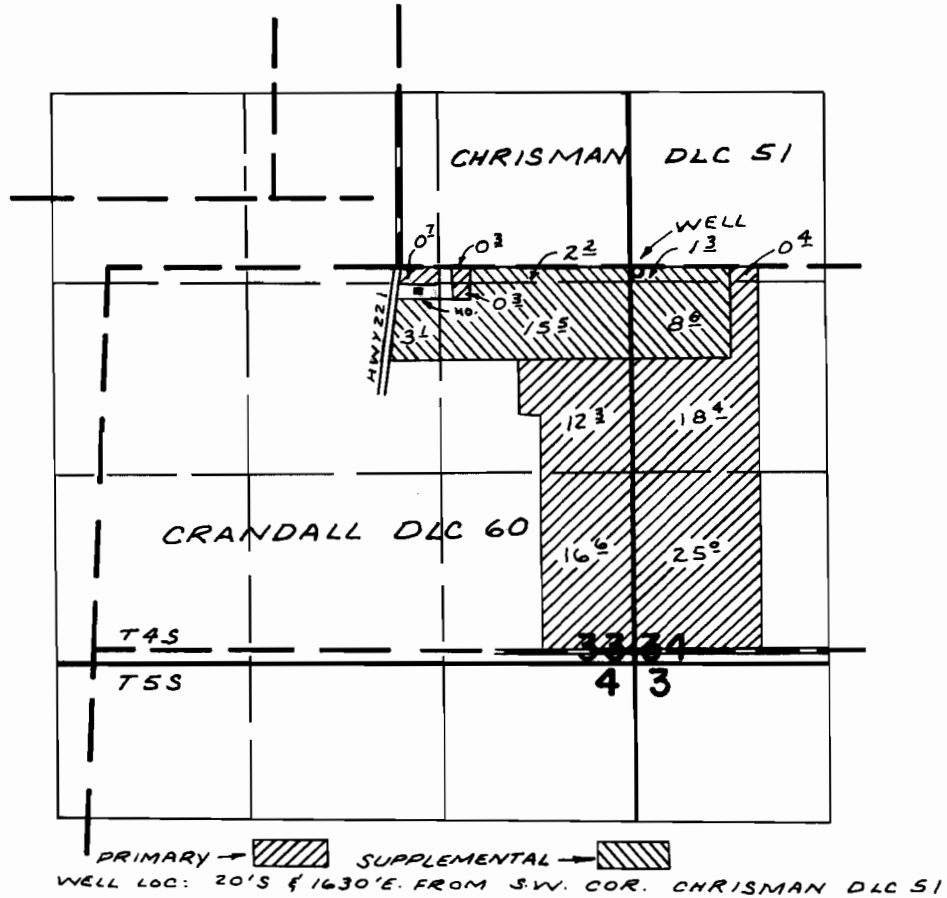 CHRISMAN DLC 51
WELL
0 7
0 3
2 2
1 3
0 4
HO.
0 3
HWY 221
3 1
15 5
8 6
12 3
18 4
CRANDALL DLC 60
16 6
25 0
T4S
33 34
T5S
4 3
PRIMARY → SUPPLEMENTAL →
WELL LOC: 20'S & 1630'E. FROM S.W. COR. CHRISMAN DLC 51